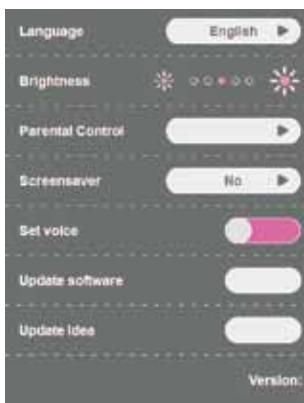 Language English
Brightness
Parental Control
Screensaver No
Set voice
Update software
Update Idea
Version: